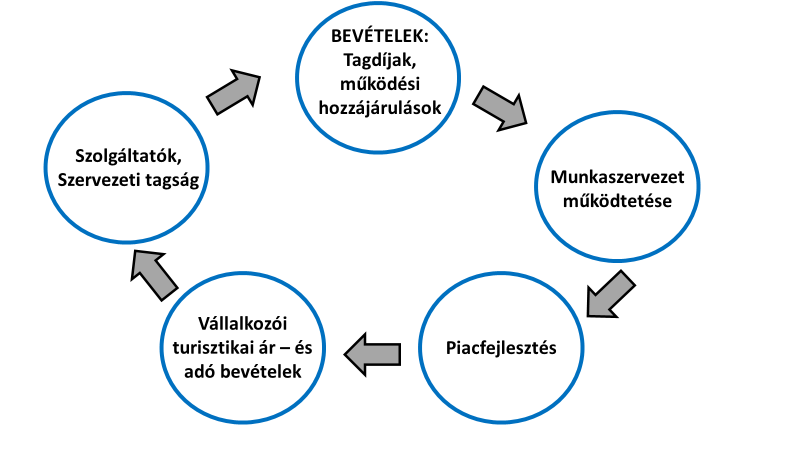 BEVÉTELEK:
Tagdíjak,
működési
hozzájárulások
Munkaszervezet
működtetése
Piacfejlesztés
Vállalkozói
turisztikai ár – és
adó bevételek
Szolgáltatók,
Szervezeti tagság